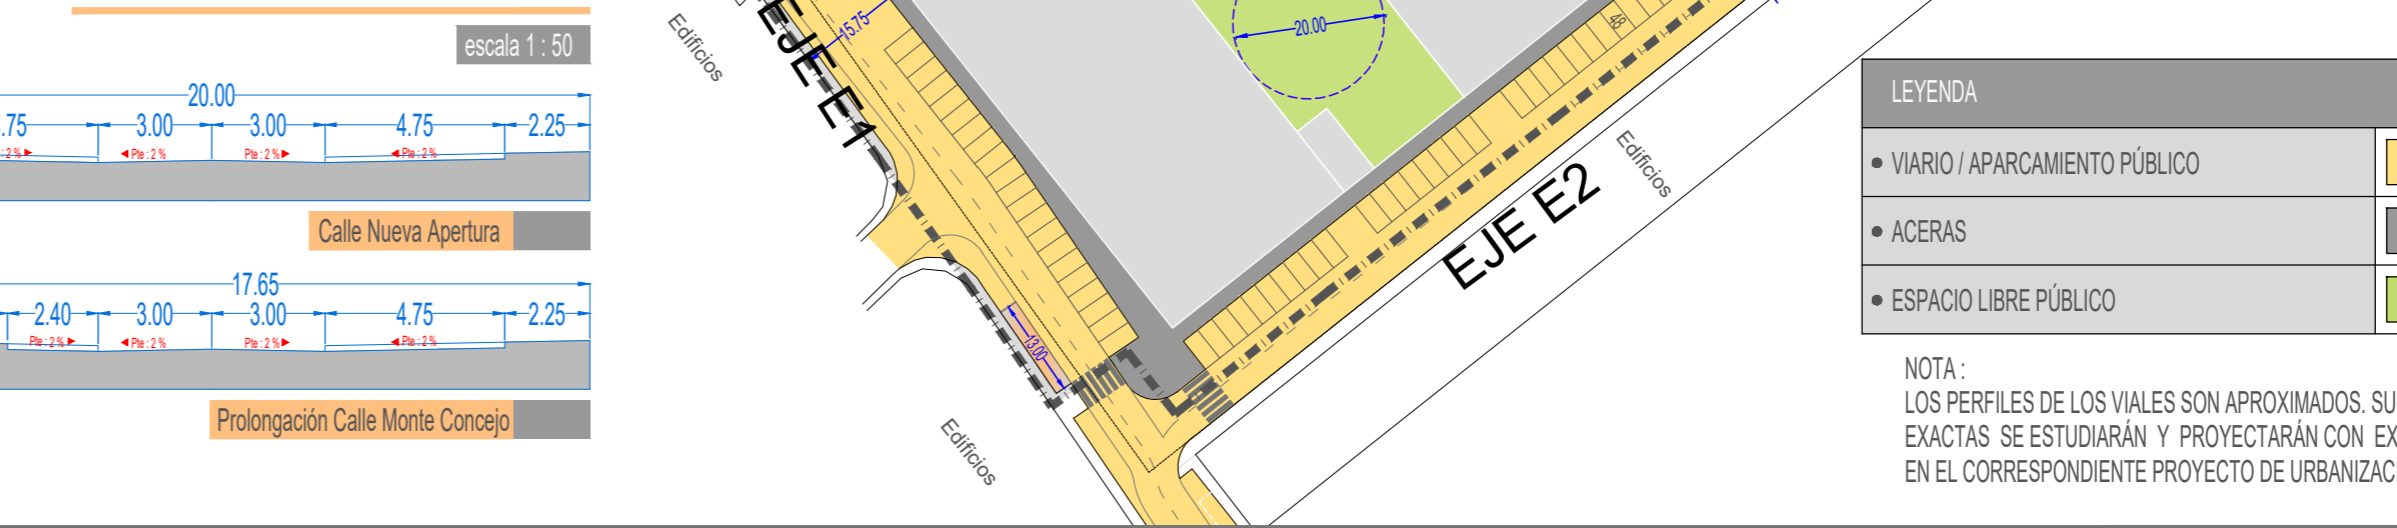 escala 1 : 50
20.00
.75 3.00 3.00 4.75 2.25
: 2 % Pte : 2 % Pte : 2 % Pte : 2 %
Calle Nueva Apertura
17.65
2.40 3.00 3.00 4.75 2.25
Pte : 2 % Pte : 2 % Pte : 2 % Pte : 2 %
Prolongación Calle Monte Concejo
Edificios
EJE E1
15.75
20.00
48
Edificios
EJE E2
13.00
Edificios
LEYENDA
• VIARIO / APARCAMIENTO PÚBLICO
• ACERAS
• ESPACIO LIBRE PÚBLICO
NOTA :
LOS PERFILES DE LOS VIALES SON APROXIMADOS. SU
EXACTAS SE ESTUDIARÁN Y PROYECTARÁN CON EX
EN EL CORRESPONDIENTE PROYECTO DE URBANIZAC